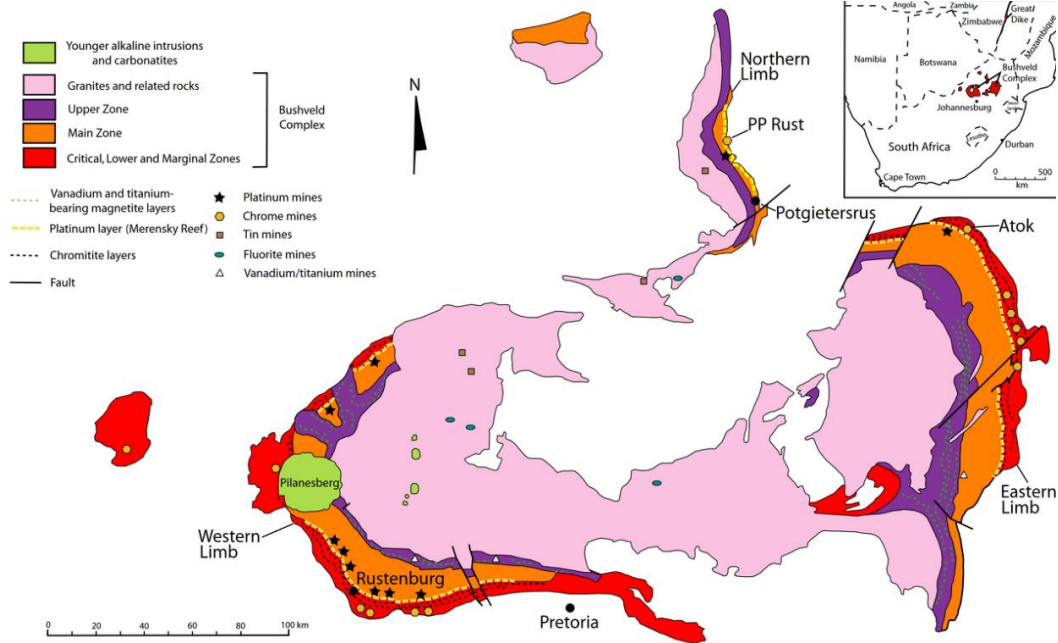 Younger alkaline intrusions
and carbonatites
Granites and related rocks
Upper Zone
Main Zone
Critical, Lower and Marginal Zones
Bushveld
Complex
Vanadium and titanium-
bearing magnetite layers
Platinum layer (Merensky Reef)
Chromitite layers
Fault
Platinum mines
Chrome mines
Tin mines
Fluorite mines
Vanadium/titanium mines
N
Northern
Limb
PP Rust
Potgietersrus
Angola
Zambia
Zimbabwe
Great
Dike
Mozambique
Namibia
Botswana
Bushveld
Complex
Johannesburg
South Africa
Lesotho
Durban
Cape Town
0 500
km
Atok
Pilanesberg
Western
Limb
Eastern
Limb
Rustenburg
Pretoria
0 20 40 60 80 100 km